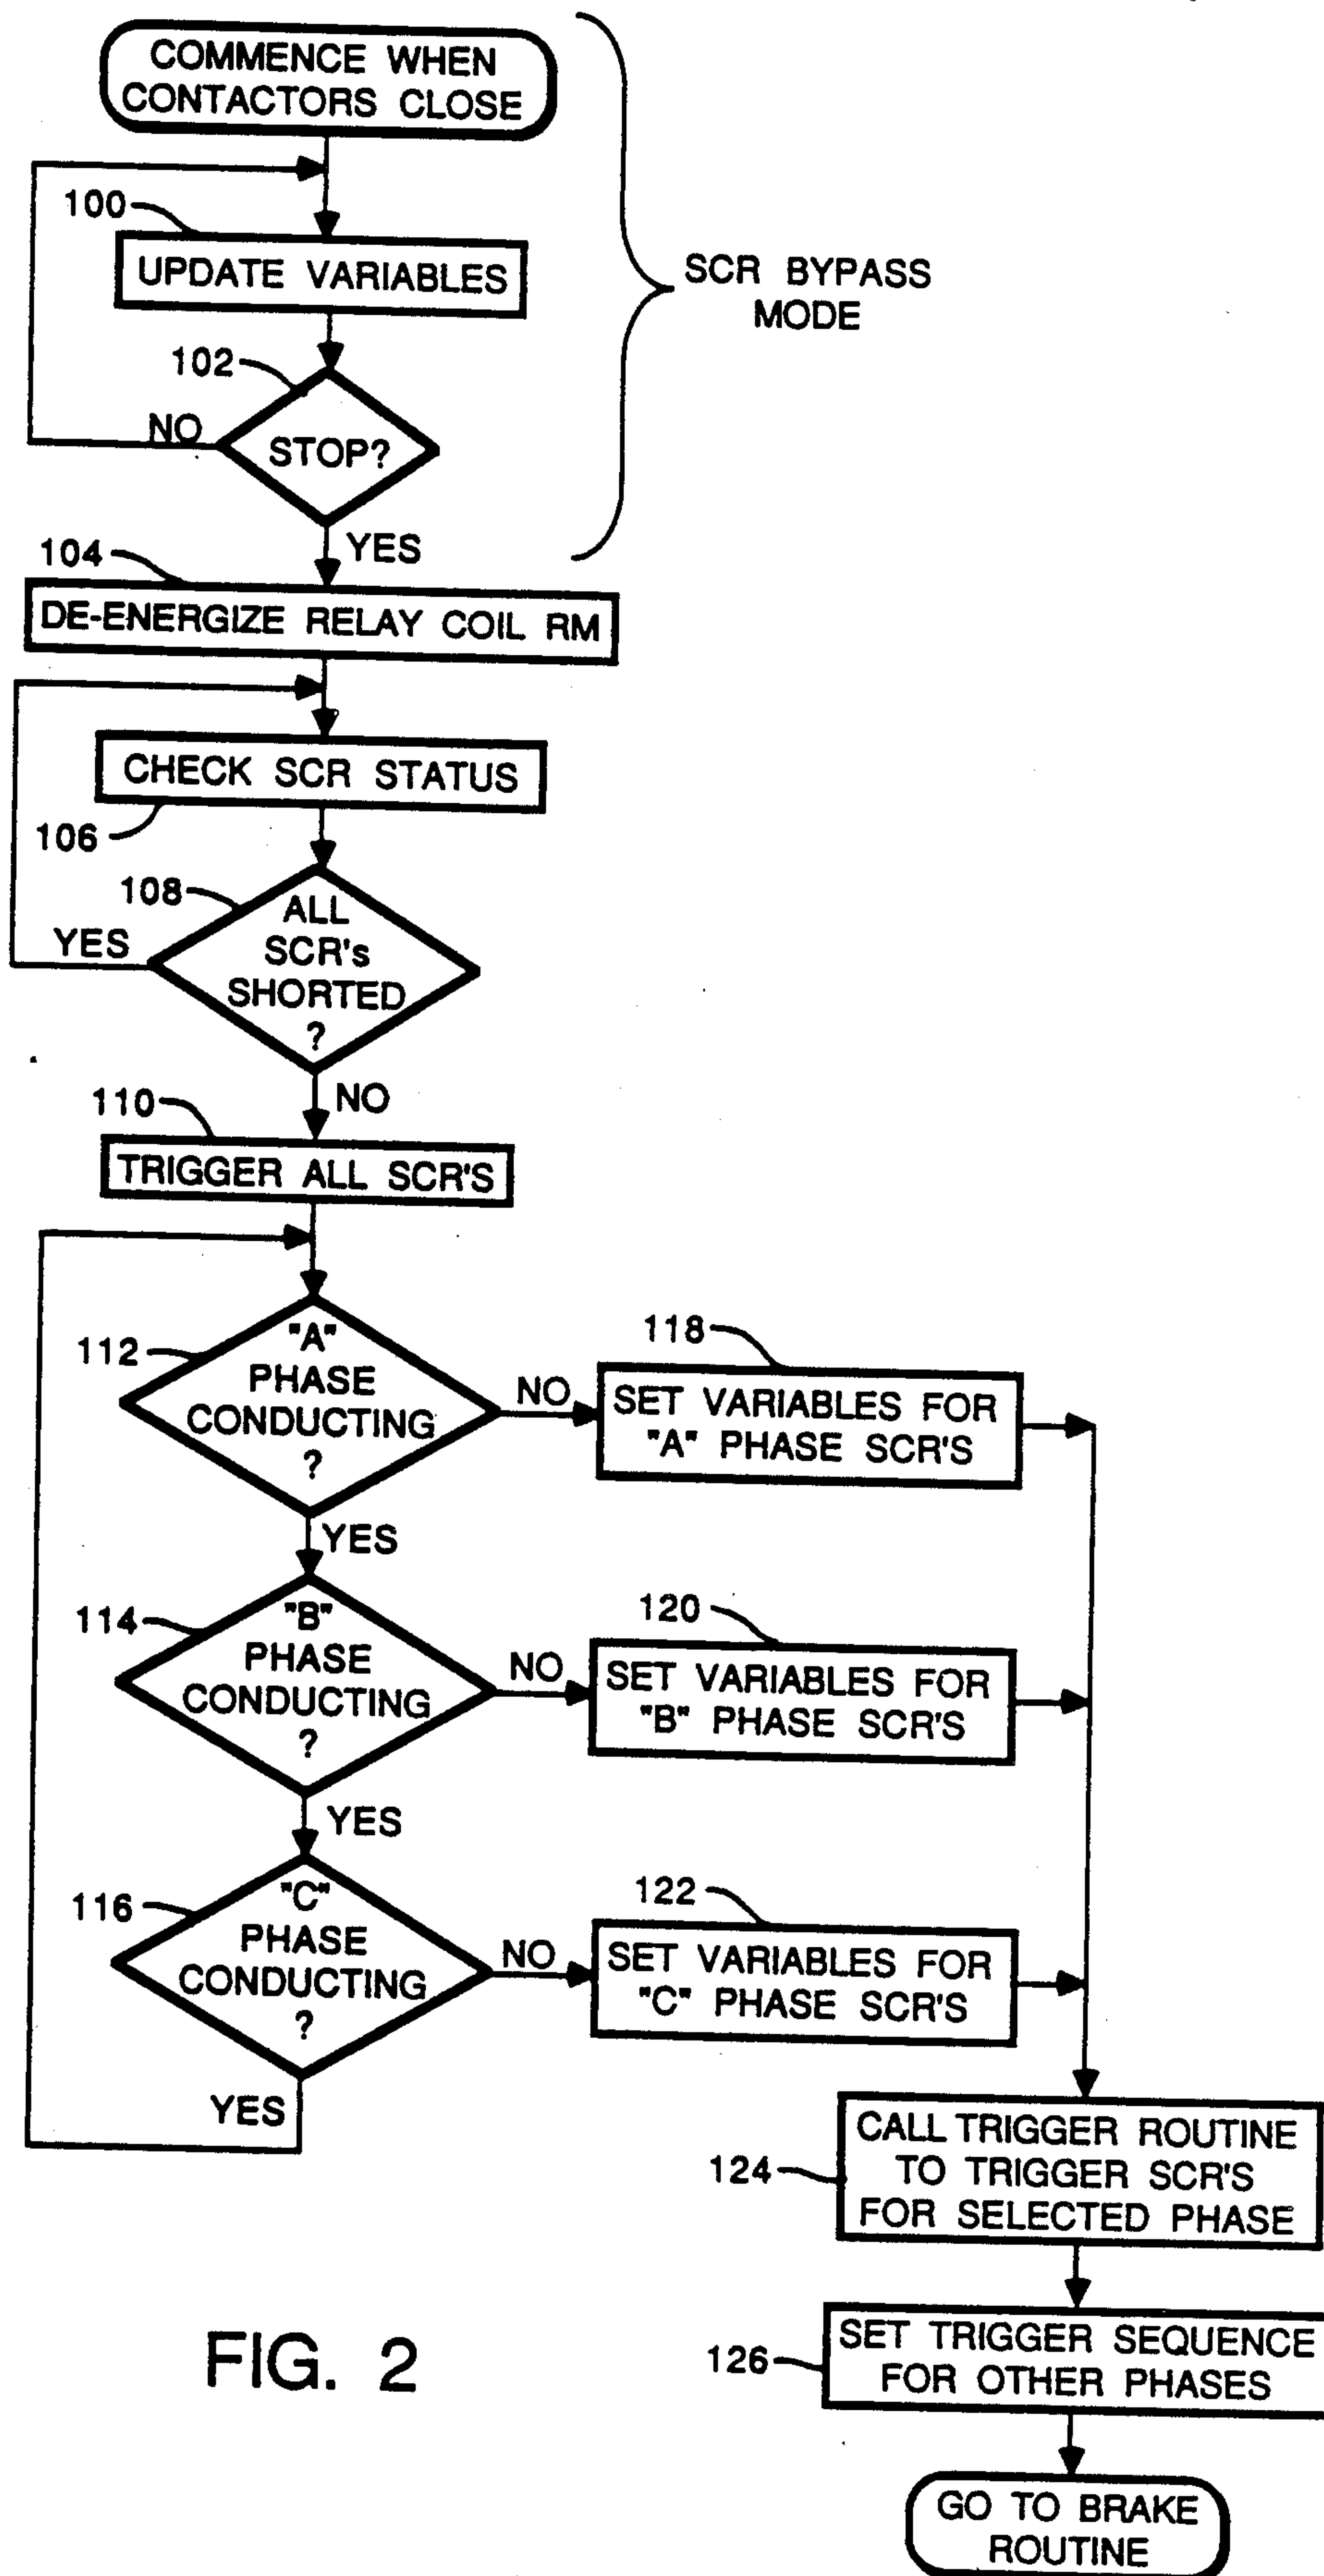 COMMENCE WHEN
CONTACTORS CLOSE
100
UPDATE VARIABLES
SCR BYPASS
MODE
102
NO
STOP?
YES
104
DE-ENERGIZE RELAY COIL RM
CHECK SCR STATUS
106
108
ALL
SCR's
SHORTED
?
YES
NO
110
TRIGGER ALL SCR'S
112
"A"
PHASE
CONDUCTING
?
NO
118
SET VARIABLES FOR
"A" PHASE SCR'S
YES
114
"B"
PHASE
CONDUCTING
?
NO
120
SET VARIABLES FOR
"B" PHASE SCR'S
YES
116
"C"
PHASE
CONDUCTING
?
NO
122
SET VARIABLES FOR
"C" PHASE SCR'S
YES
124
CALL TRIGGER ROUTINE
TO TRIGGER SCR'S
FOR SELECTED PHASE
126
SET TRIGGER SEQUENCE
FOR OTHER PHASES
GO TO BRAKE
ROUTINE
FIG. 2